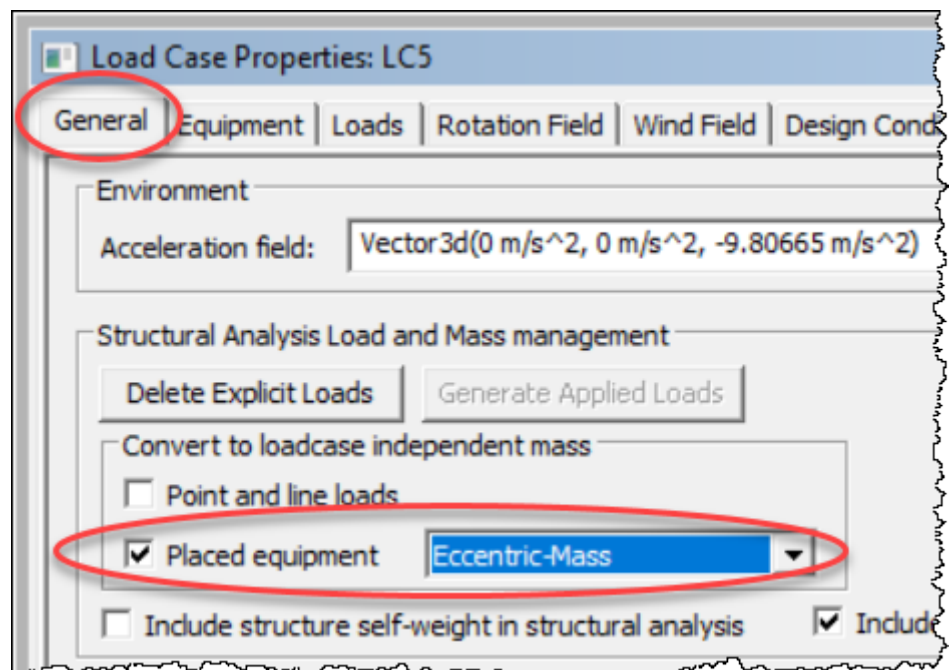 Load Case Properties: LC5
General Equipment Loads Rotation Field Wind Field Design Cond
Environment
Acceleration field: Vector3d(0 m/s^2, 0 m/s^2, -9.80665 m/s^2)
Structural Analysis Load and Mass management
Delete Explicit Loads Generate Applied Loads
Convert to loadcase independent mass
Point and line loads
Placed equipment Eccentric-Mass
Include structure self-weight in structural analysis Include